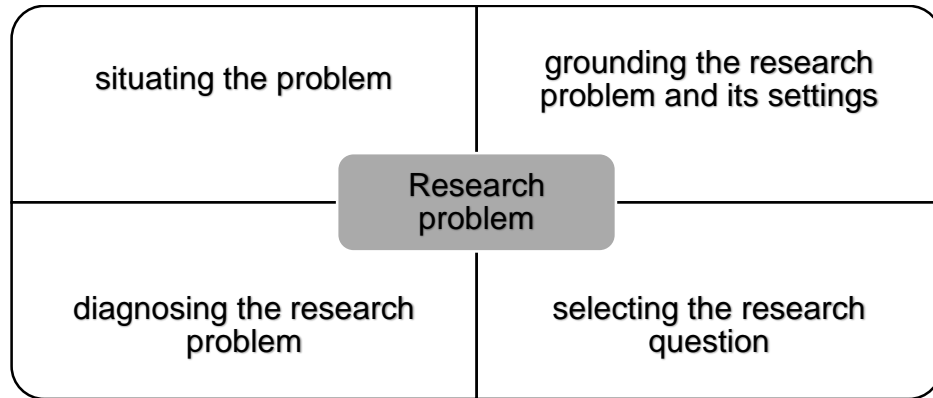 situating the problem
grounding the research
problem and its settings
Research
problem
diagnosing the research
problem
selecting the research
question